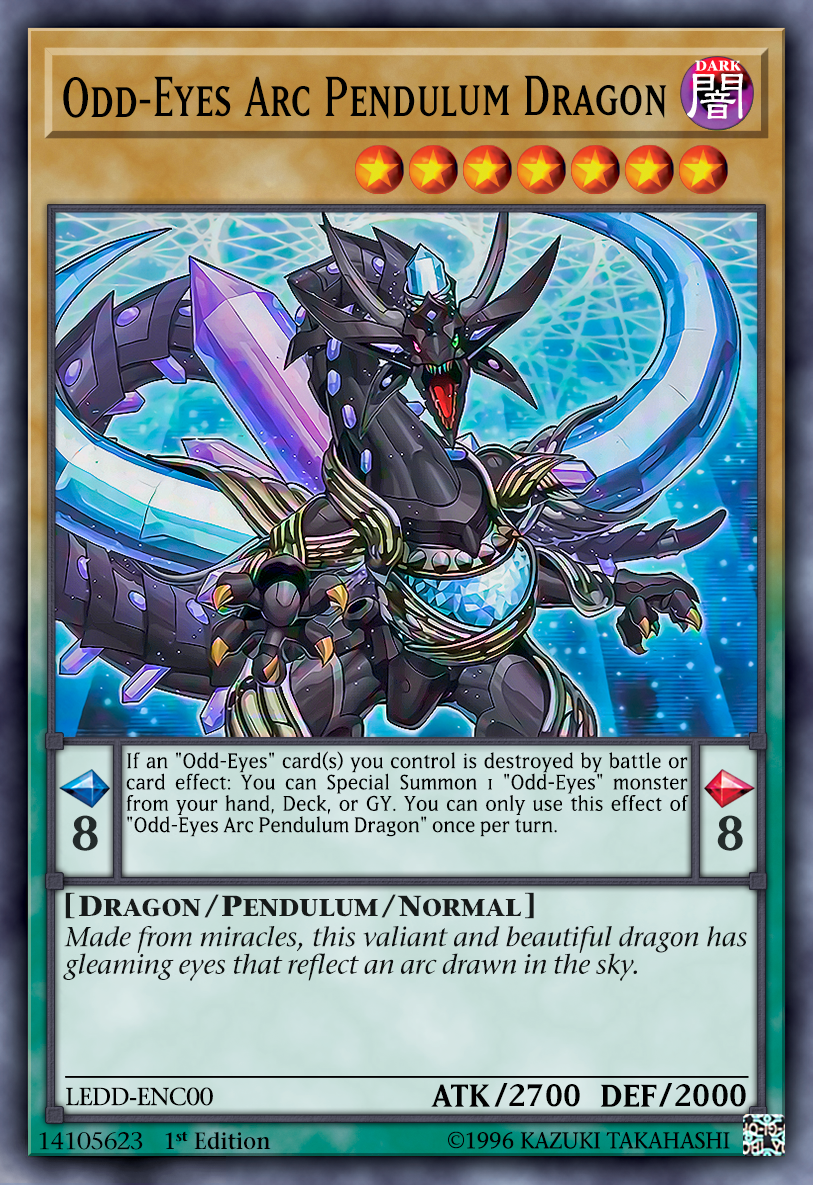 ODD-EYES ARC PENDULUM DRAGON
DARK
闇
If an "Odd-Eyes" card(s) you control is destroyed by battle or
card effect: You can Special Summon 1 "Odd-Eyes" monster
from your hand, Deck, or GY. You can only use this effect of
"Odd-Eyes Arc Pendulum Dragon" once per turn.
8
8
[DRAGON/PENDULUM/NORMAL]
Made from miracles, this valiant and beautiful dragon has
gleaming eyes that reflect an arc drawn in the sky.
LEDD-ENC00 ATK/2700 DEF/2000
14105623 1st Edition ©1996 KAZUKI TAKAHASHI